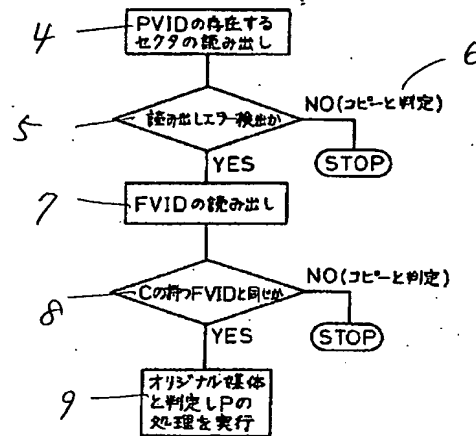 4
PVIDの存在する
セクタの読み出し
6
5
読み出しエラー検出か
NO(コピーと判定)
STOP
YES
7
FVIDの読み出し
8
Cの持つFVIDと同じか
NO(コピーと判定)
STOP
YES
9
オリジナル媒体
と判定しPの
処理を実行